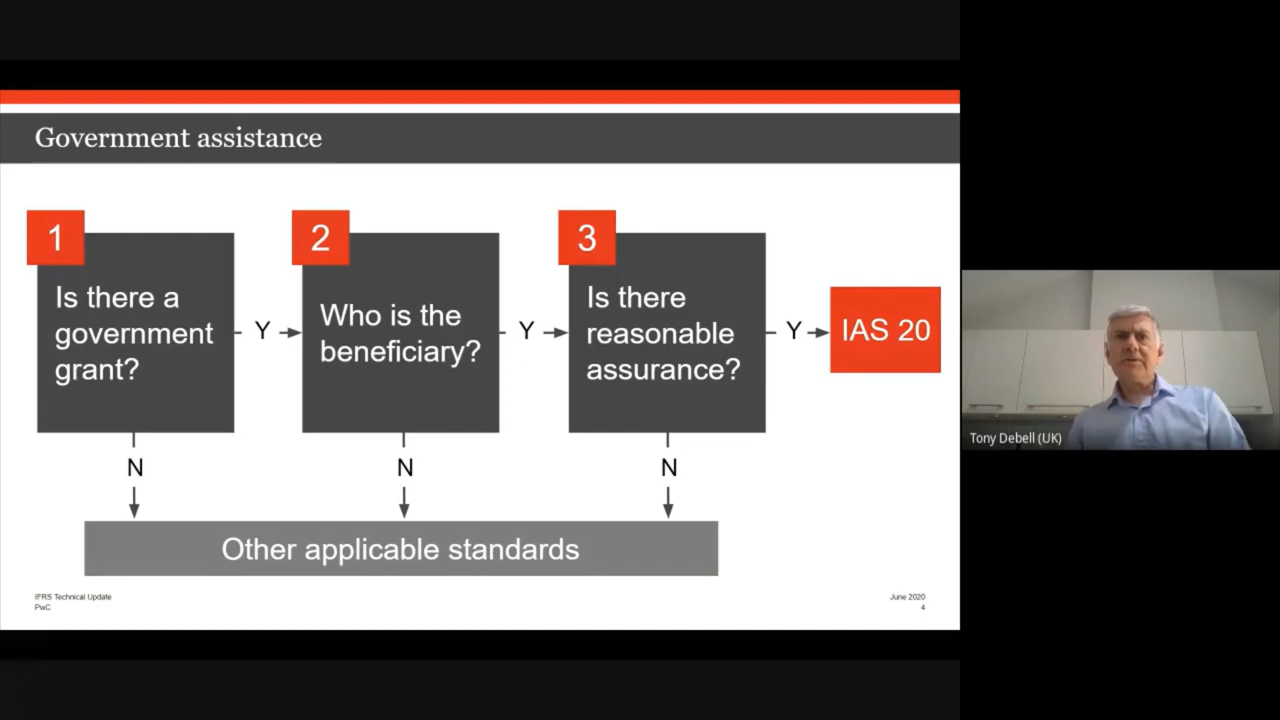 Government assistance
1
Is there a
government
grant?
Y
2
Who is the
beneficiary?
Y
3
Is there
reasonable
assurance?
Y
IAS 20
N
N
N
Other applicable standards
IFRS Technical Update
PwC
June 2020
4
Tony Debell (UK)